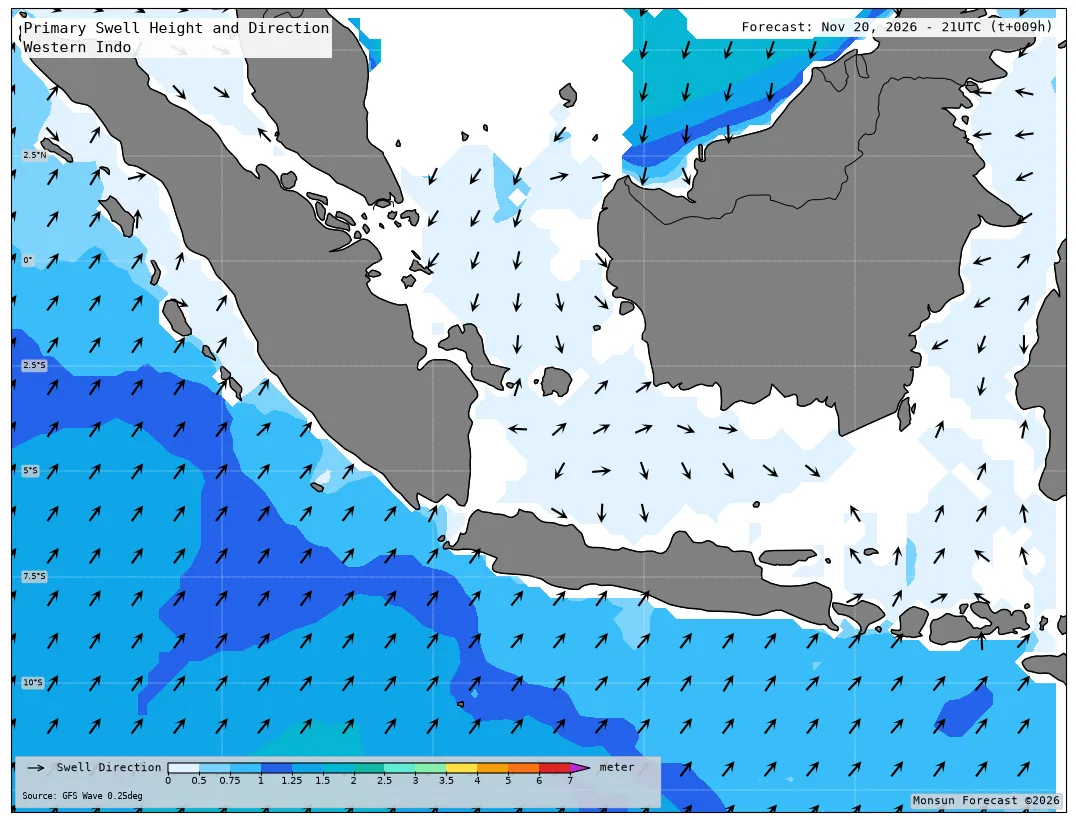 Primary Swell Height and Direction
Western Indo
Forecast: Nov 20, 2026 - 21UTC (t+009h)
2.5°N
0°
2.5°S
5°S
7.5°S
10°S
Swell Direction
0 0.5 0.75 1 1.25 1.5 2 2.5 3 3.5 4 5 6 7
meter
Source: GFS Wave 0.25deg
Monsun Forecast ©2026